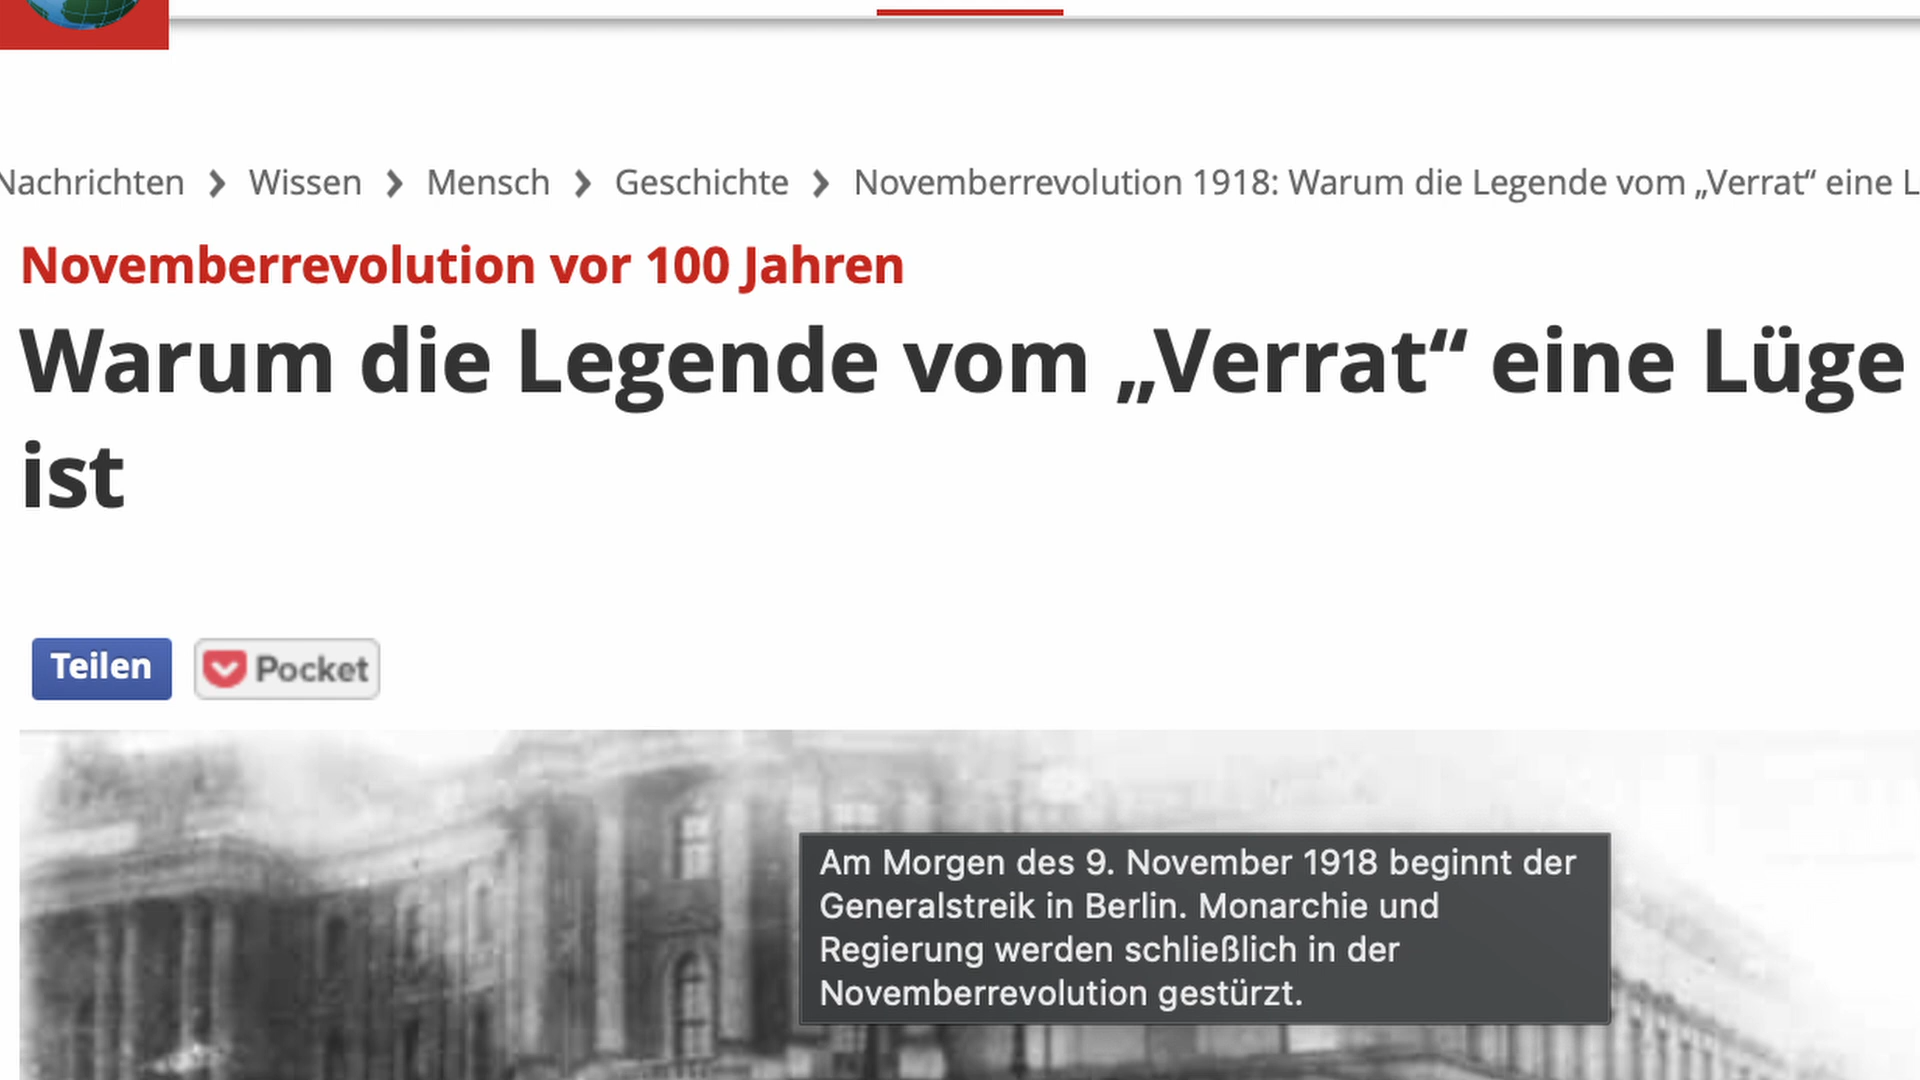 Nachrichten › Wissen › Mensch › Geschichte › Novemberrevolution 1918: Warum die Legende vom „Verrat“ eine L
Novemberrevolution vor 100 Jahren
Warum die Legende vom „Verrat“ eine Lüge
ist
Teilen Pocket
Am Morgen des 9. November 1918 beginnt der
Generalstreik in Berlin. Monarchie und
Regierung werden schließlich in der
Novemberrevolution gestürzt.